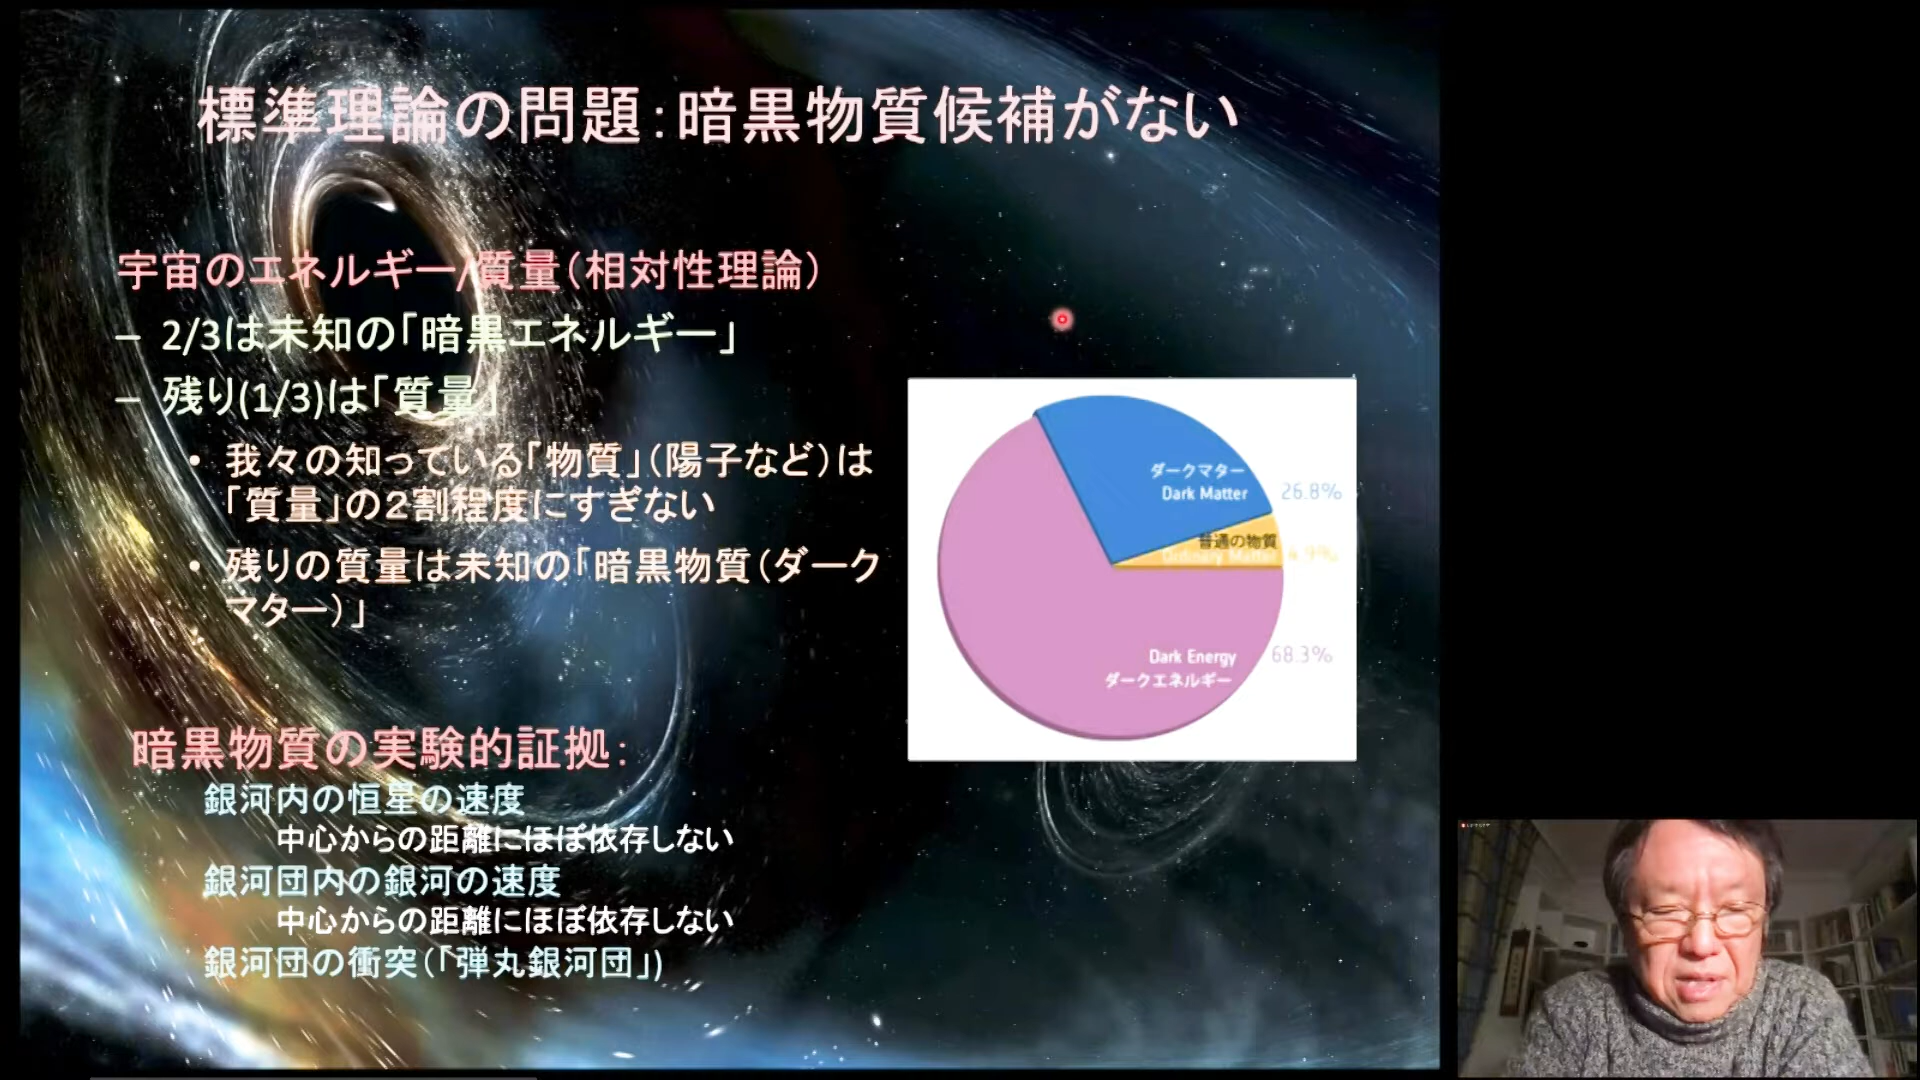 標準理論の問題：暗黒物質候補がない
宇宙のエネルギー/質量（相対性理論）
– 2/3は未知の「暗黒エネルギー」
– 残り(1/3)は「質量」
• 我々の知っている「物質」（陽子など）は
「質量」の２割程度にすぎない
• 残りの質量は未知の「暗黒物質（ダーク
マター）」
ダークマター
Dark Matter 26.8%
普通の物質
Ordinary Matter 4.9%
Dark Energy 68.3%
ダークエネルギー
暗黒物質の実験的証拠：
銀河内の恒星の速度
中心からの距離にほぼ依存しない
銀河団内の銀河の速度
中心からの距離にほぼ依存しない
銀河団の衝突（「弾丸銀河団」)